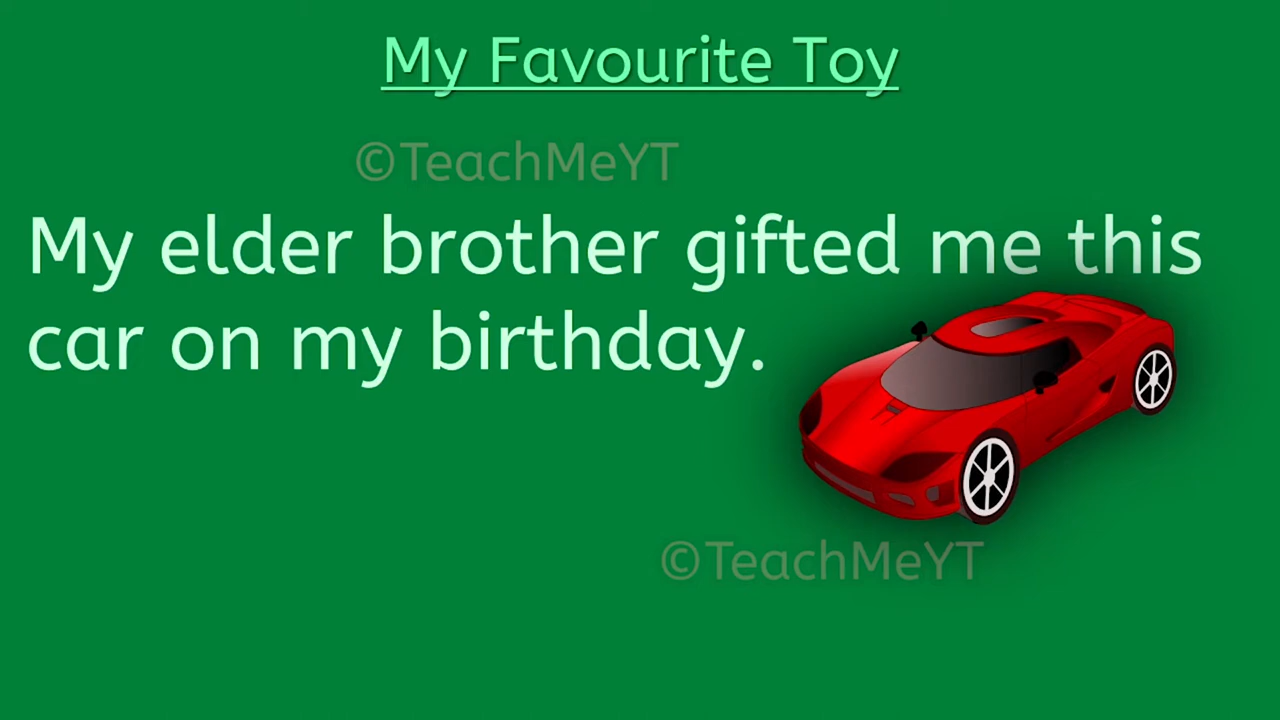 My Favourite Toy
©TeachMeYT
My elder brother gifted me this
car on my birthday.
©TeachMeYT